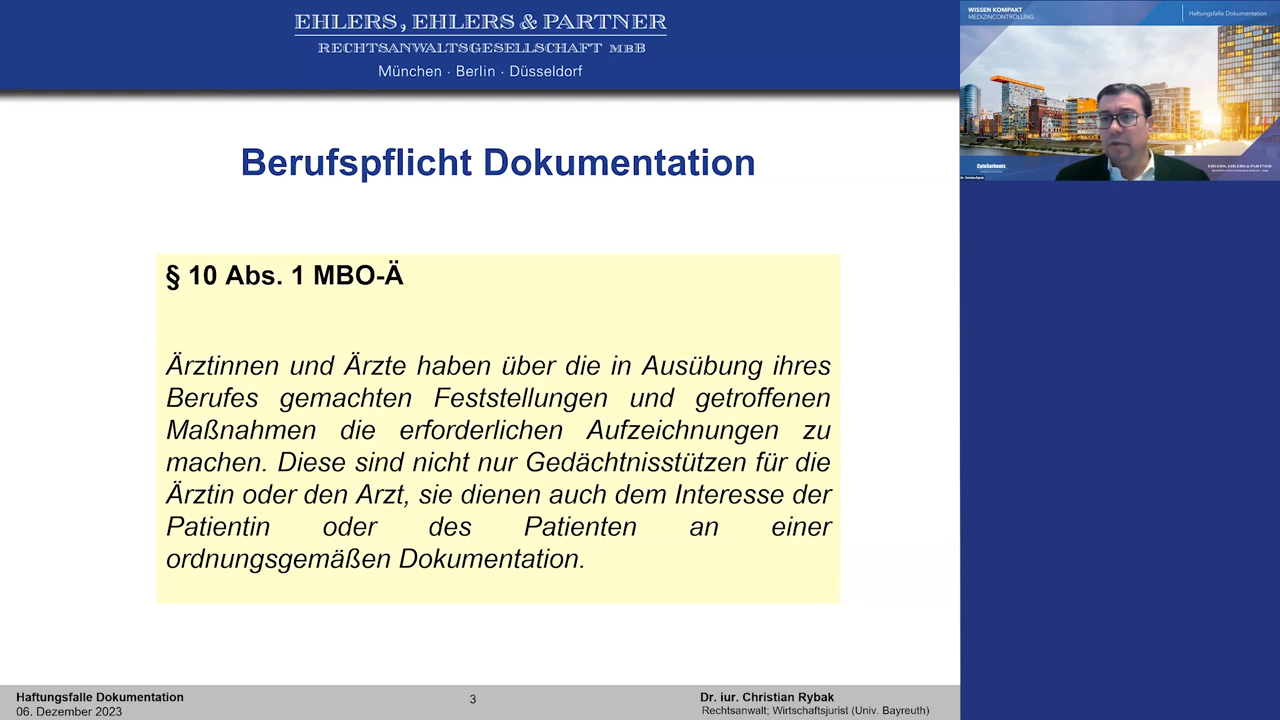 EHLERS, EHLERS & PARTNER
RECHTSANWALTSGESELLSCHAFT MBB
München · Berlin · Düsseldorf
Berufspflicht Dokumentation
§ 10 Abs. 1 MBO-Ä
Ärztinnen und Ärzte haben über die in Ausübung ihres
Berufes gemachten Feststellungen und getroffenen
Maßnahmen die erforderlichen Aufzeichnungen zu
machen. Diese sind nicht nur Gedächtnisstützen für die
Ärztin oder den Arzt, sie dienen auch dem Interesse der
Patientin oder des Patienten an einer
ordnungsgemäßen Dokumentation.
Haftungsfalle Dokumentation
06. Dezember 2023
3
Dr. iur. Christian Rybak
Rechtsanwalt; Wirtschaftsjurist (Univ. Bayreuth)
WISSEN KOMPAKT
MEDIZINCONTROLLING
Haftungsfalle Dokumentation
CytoSorbents
EHLERS, EHLERS & PARTNER
Dr. Christian Rybak